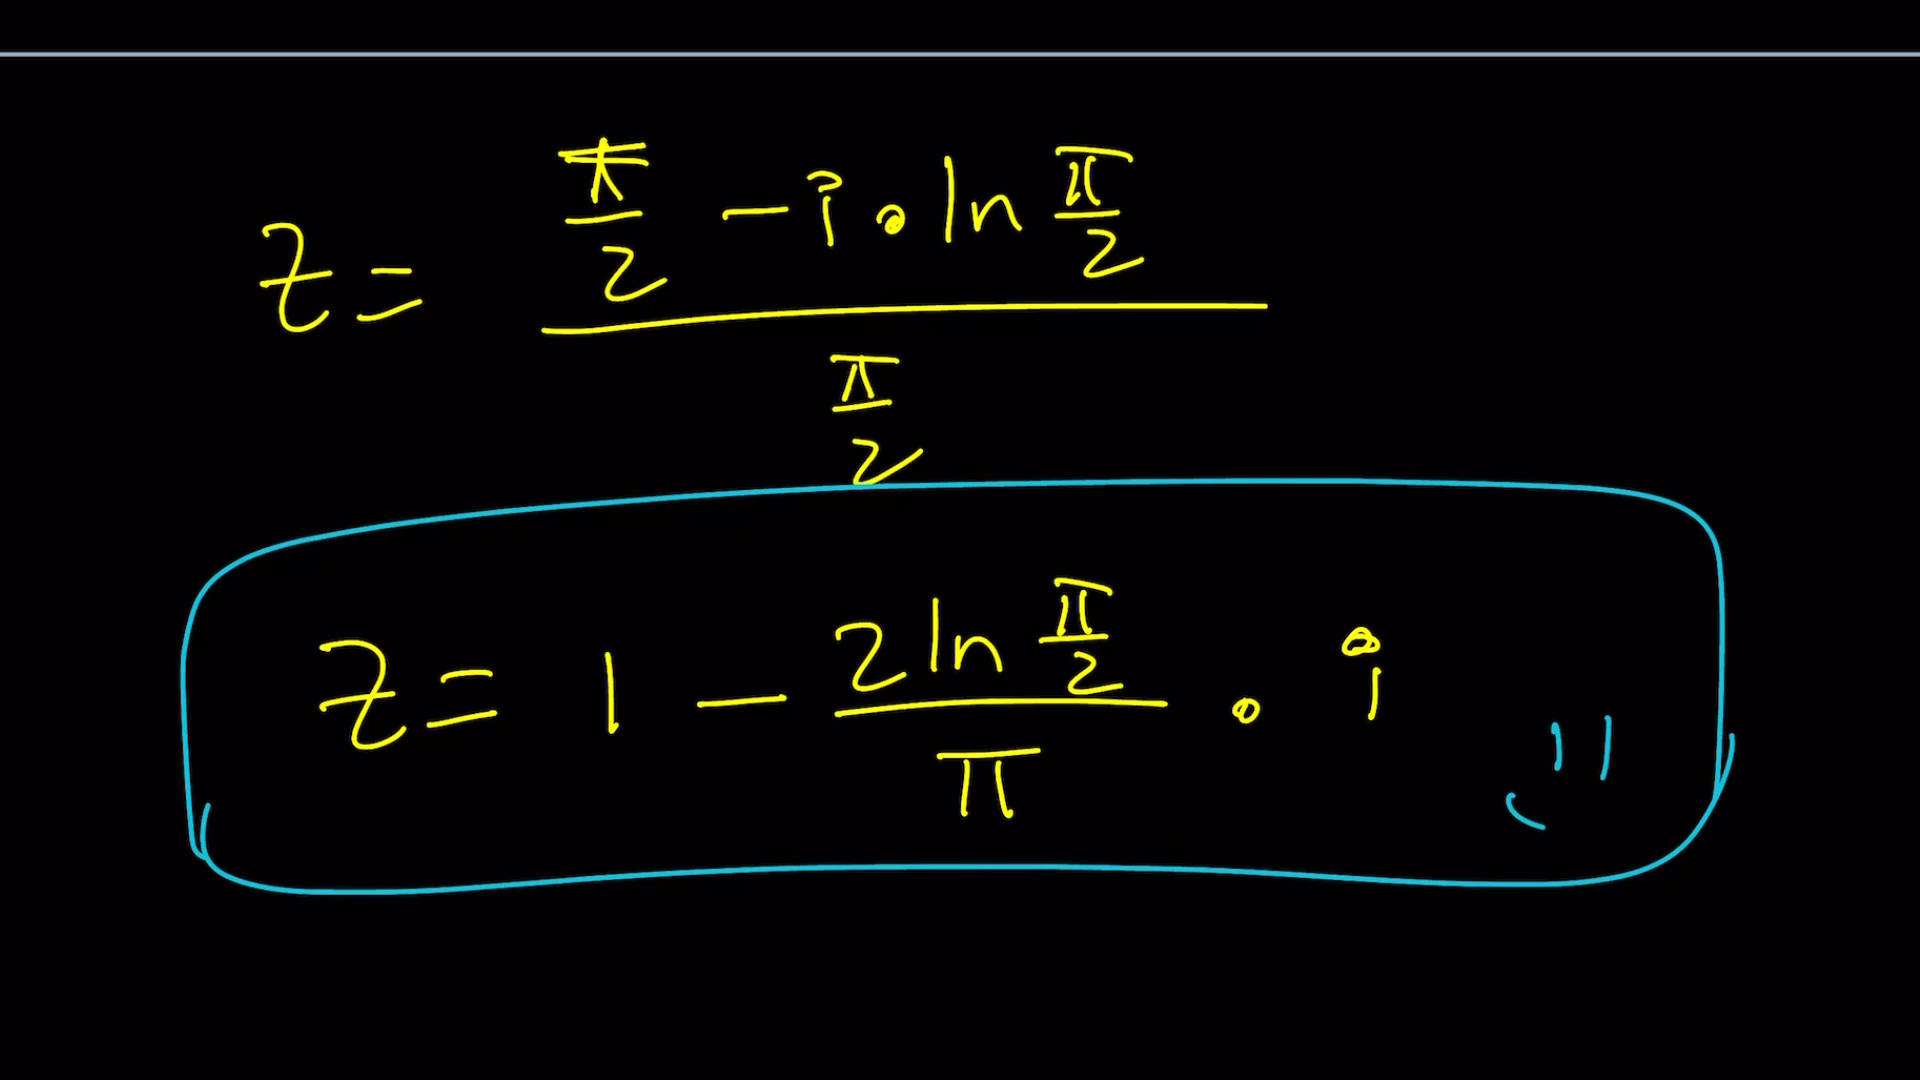 z = (π/2 - i · ln π/2) / (π/2)
z = 1 - (2 ln π/2)/π · i